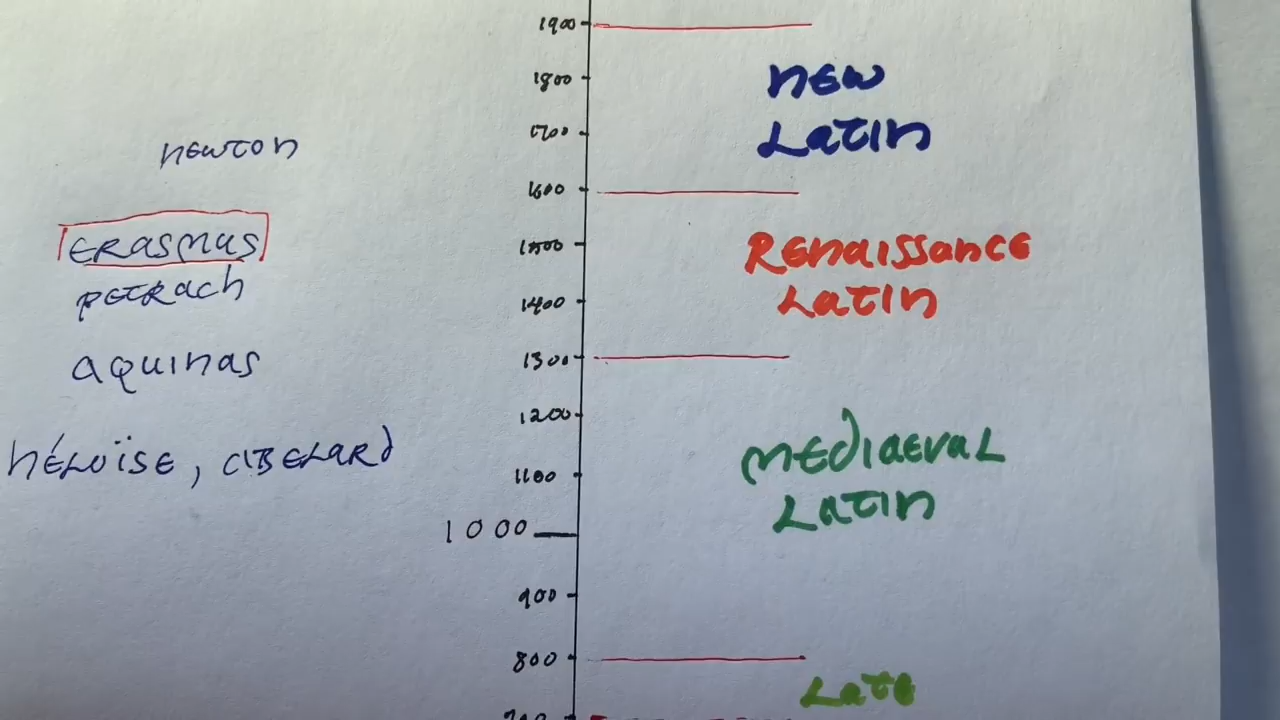 1900
1800
NEW
1700
LATIN
NEWTON
1600
ERASMUS
1500
RENAISSANCE
PETRACH
1400
LATIN
AQUINAS
1300
1200
HÉLOÏSE, ABELARD
1100
MEDIAEVAL
LATIN
1000
900
800
LATE